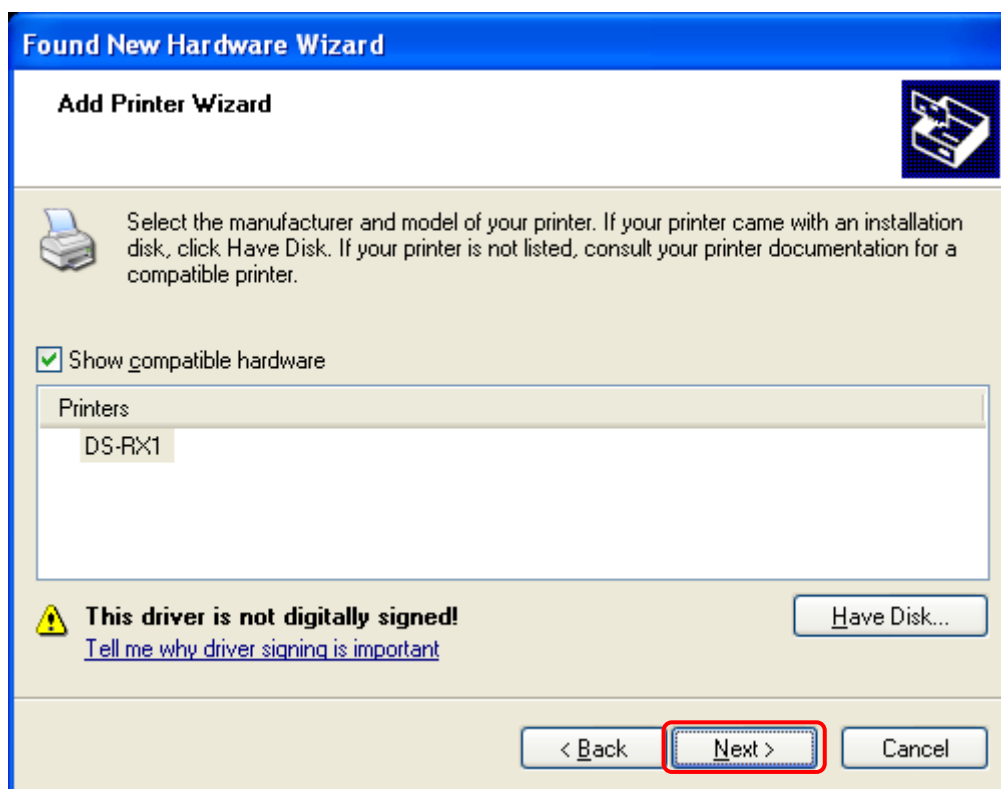 Found New Hardware Wizard
Add Printer Wizard
Select the manufacturer and model of your printer. If your printer came with an installation
disk, click Have Disk. If your printer is not listed, consult your printer documentation for a
compatible printer.
Show compatible hardware
Printers
DS-RX1
This driver is not digitally signed!
Have Disk...
Tell me why driver signing is important
< Back Next > Cancel